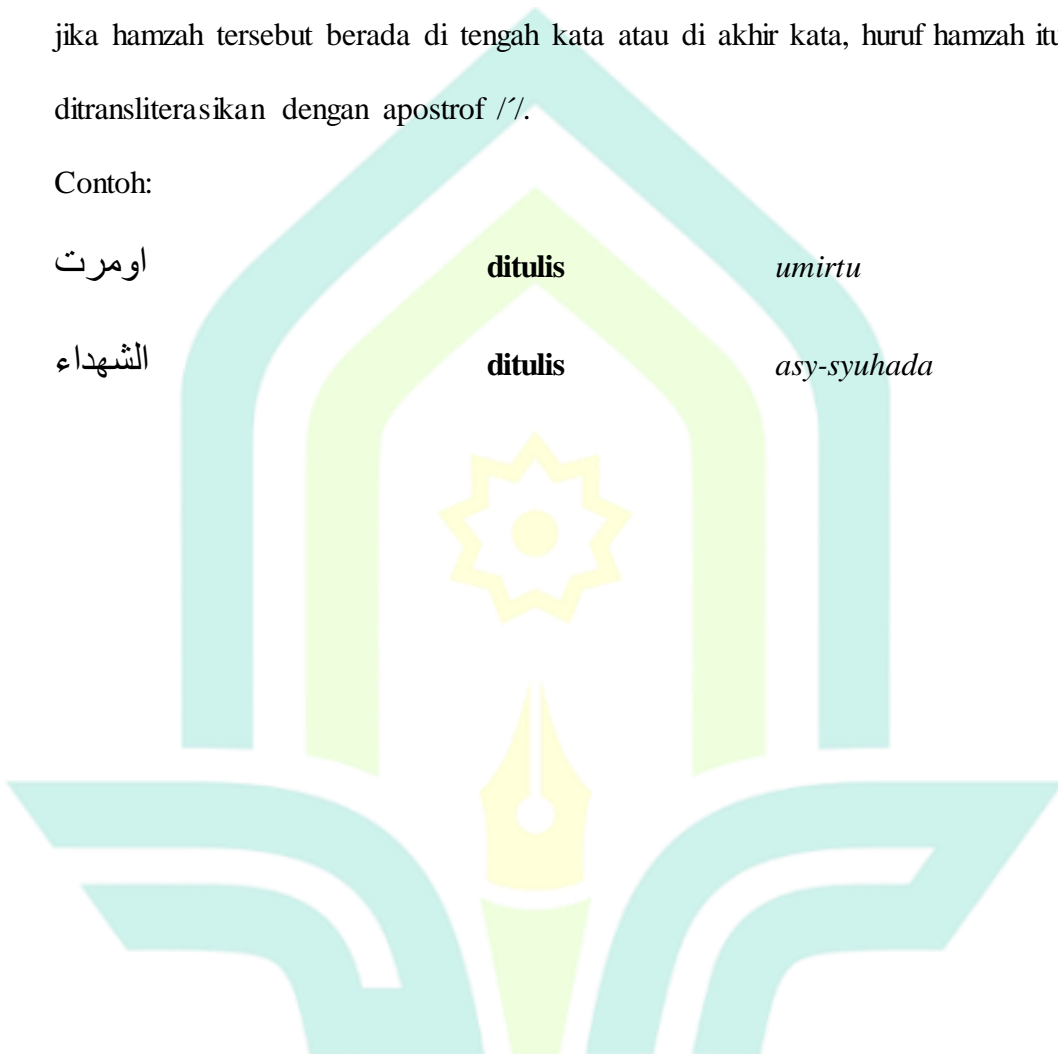 jika hamzah tersebut berada di tengah kata atau di akhir kata, huruf hamzah itu
ditransliterasikan dengan apostrof /´/.
Contoh:
اومرت ditulis umirtu
الشهداء ditulis asy-syuhada